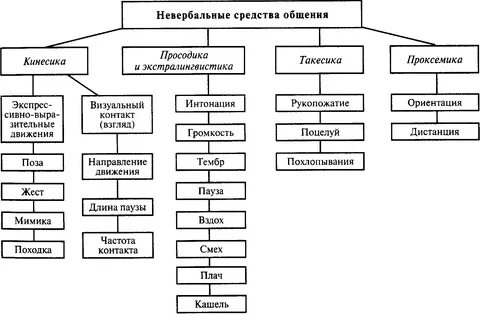 Невербальные средства общения
Кинесика
Просодика
и экстралингвистика
Такесика
Проксемика
Экспрес-
сивно-выра-
зительные
движения
Поза
Жест
Мимика
Походка
Визуальный
контакт
(взгляд)
Направление
движения
Длина паузы
Частота
контакта
Интонация
Громкость
Тембр
Пауза
Вздох
Смех
Плач
Кашель
Рукопожатие
Поцелуй
Похлопывания
Ориентация
Дистанция